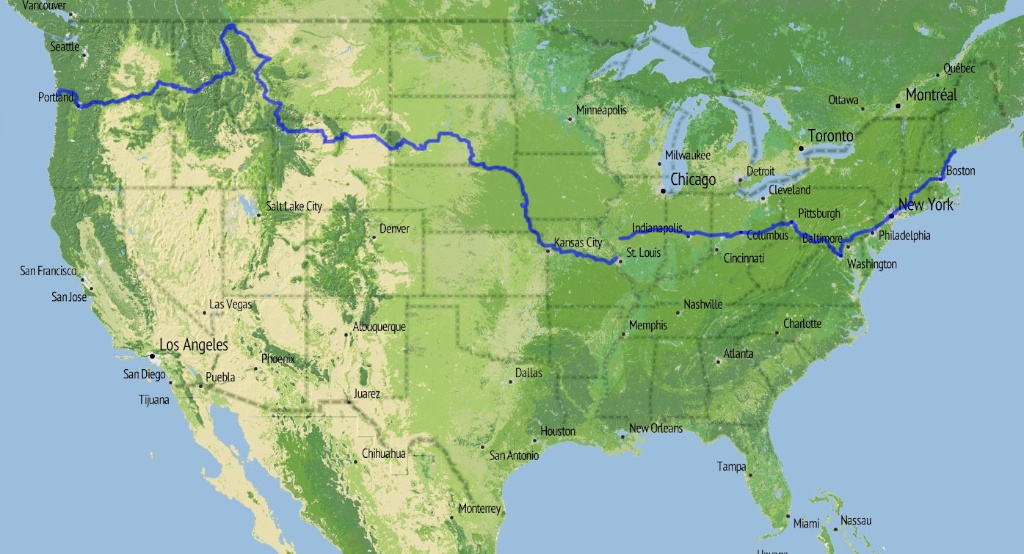 Vancouver
Seattle
Portland
Québec
Ottawa
Montréal
Minnéapolis
Toronto
Milwaukee
Detroit
Boston
Chicago
Cleveland
Salt Lake City
New York
Pittsburgh
Denver
Indianapolis
Columbus
Baltimore
Philadelphia
Kansas City
St. Louis
Cincinnati
Washington
San Francisco
San Jose
Las Vegas
Nashville
Albuquerque
Memphis
Charlotte
Los Angeles
Phoenix
Atlanta
San Diego
Puebla
Dallas
Tijuana
Juarez
Houston
New Orleans
Chihuahua
San Antonio
Tampa
Monterrey
Miami
Nassau